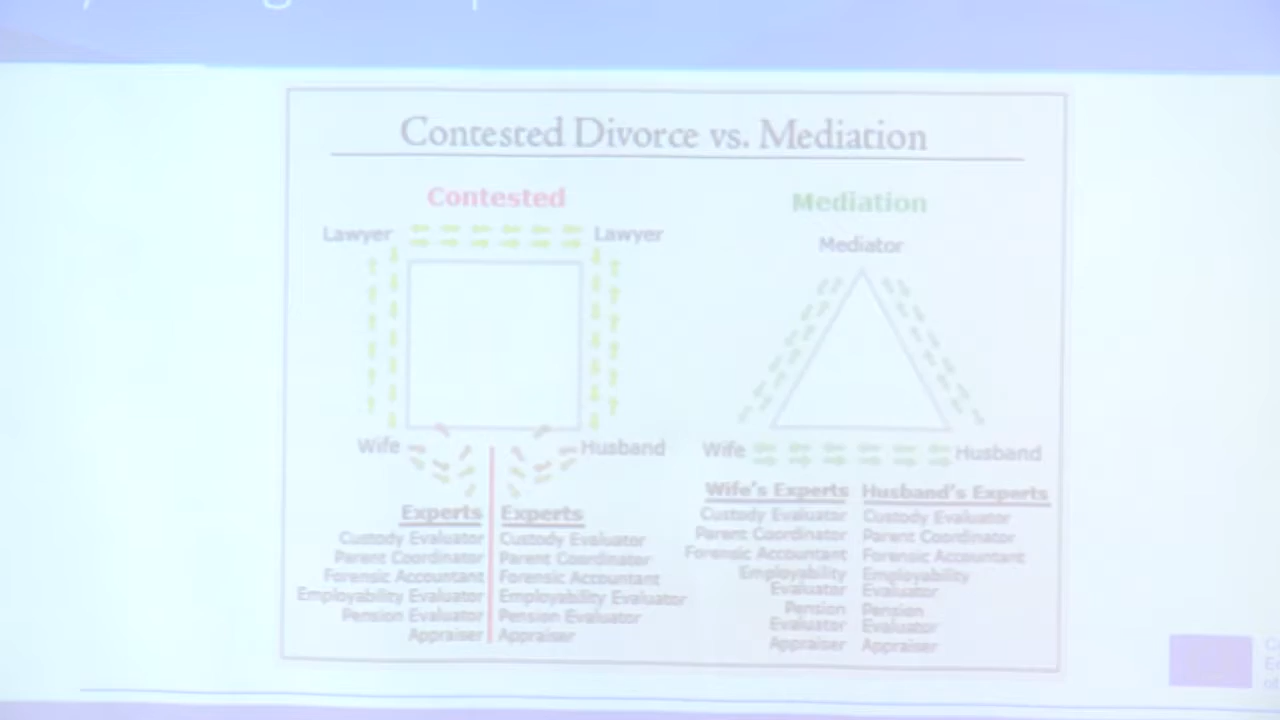 Contested Divorce vs. Mediation
Contested
Lawyer
Lawyer
Wife
Husband
Experts
Experts
Custody Evaluator
Custody Evaluator
Parent Coordinator
Parent Coordinator
Forensic Accountant
Forensic Accountant
Employability Evaluator
Employability Evaluator
Pension Evaluator
Pension Evaluator
Appraiser
Appraiser
Mediation
Mediator
Wife
Husband
Wife's Experts
Husband's Experts
Custody Evaluator
Custody Evaluator
Parent Coordinator
Parent Coordinator
Forensic Accountant
Forensic Accountant
Employability
Employability
Evaluator
Evaluator
Pension
Pension
Evaluator
Evaluator
Appraiser
Appraiser